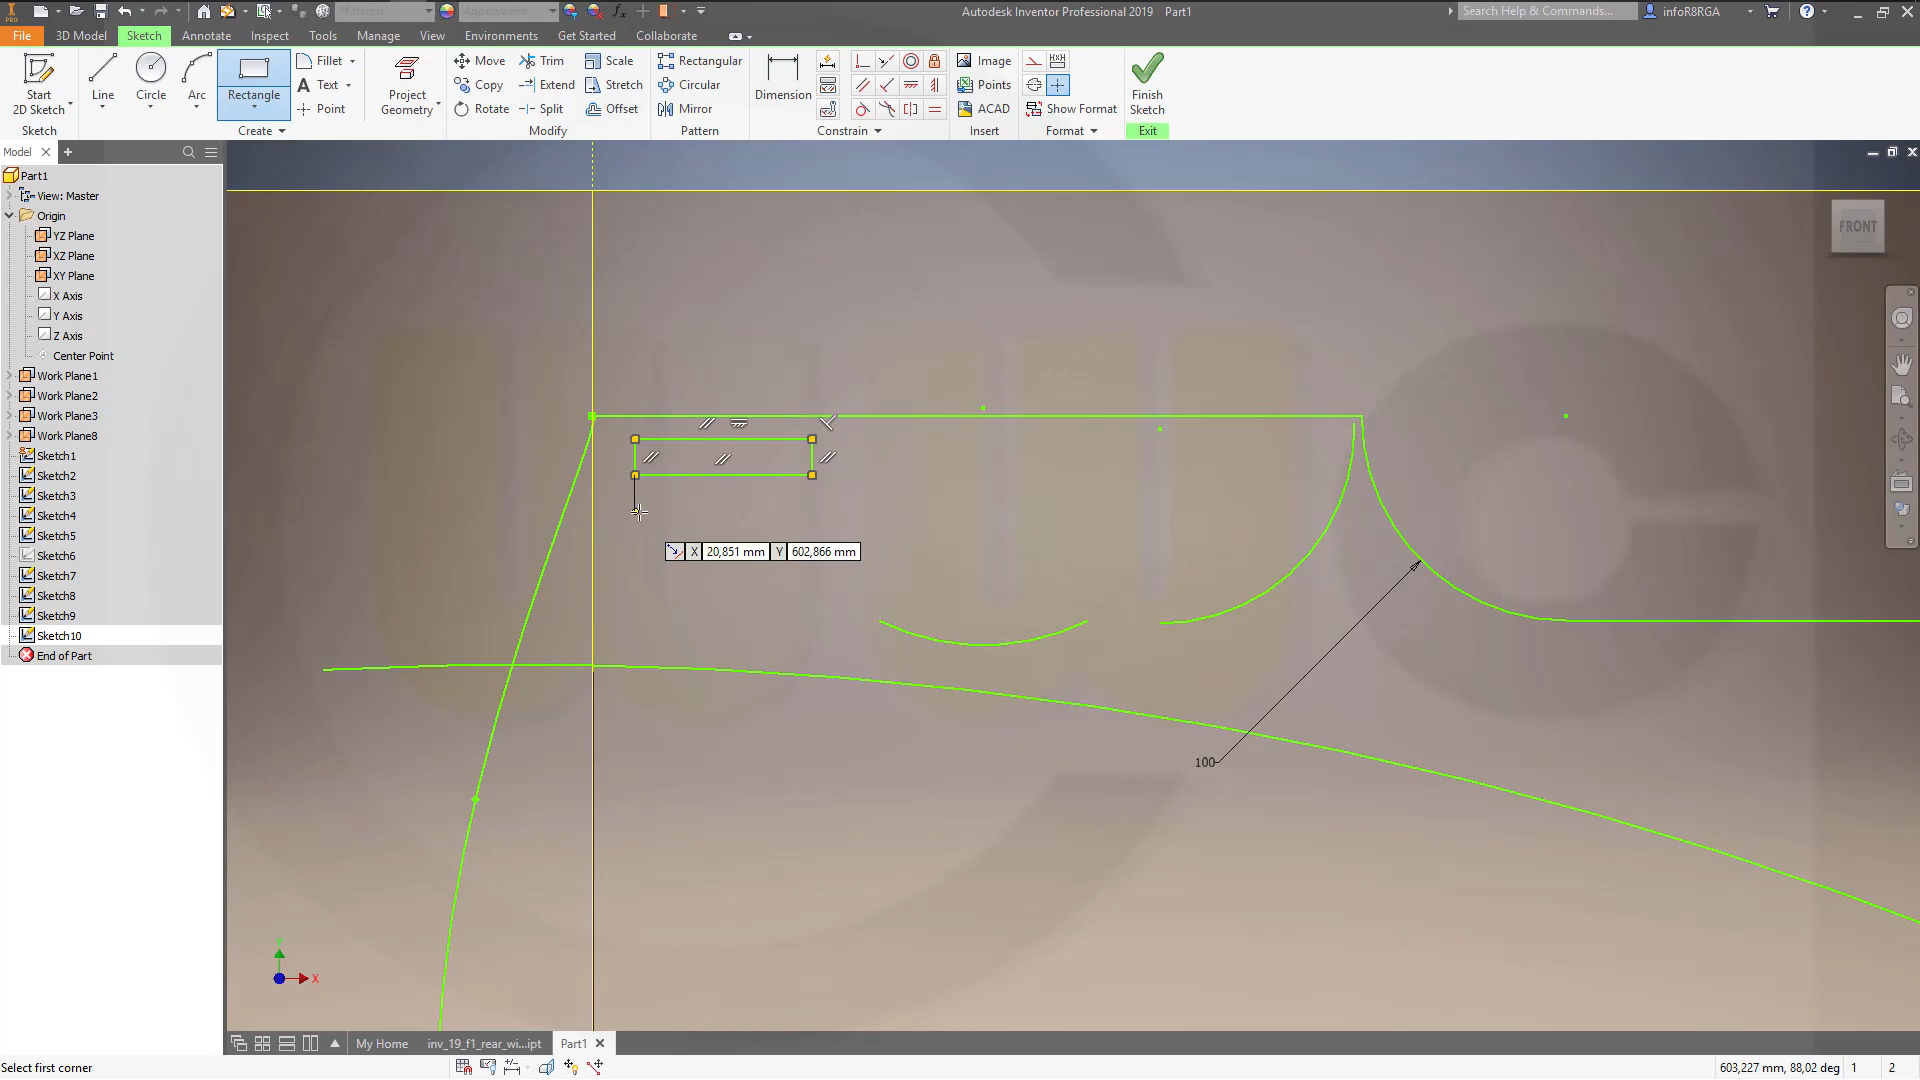 Material
Appearance
Autodesk Inventor Professional 2019 Part1
Search Help & Commands...
infoR8RGA
File
3D Model
Sketch
Annotate
Inspect
Tools
Manage
View
Environments
Get Started
Collaborate
Start
2D Sketch
Line
Circle
Arc
Rectangle
Fillet
Text
Point
Project
Geometry
Move
Copy
Rotate
Trim
Extend
Split
Scale
Stretch
Offset
Rectangular
Circular
Mirror
Dimension
Image
Points
ACAD
Show Format
Finish
Sketch
Sketch
Create
Modify
Pattern
Constrain
Insert
Format
Exit
Model
Part1
View: Master
Origin
YZ Plane
XZ Plane
XY Plane
X Axis
Y Axis
Z Axis
Center Point
Work Plane1
Work Plane2
Work Plane3
Work Plane8
Sketch1
Sketch2
Sketch3
Sketch4
Sketch5
Sketch6
Sketch7
Sketch8
Sketch9
Sketch10
End of Part
FRONT
X 20,851 mm Y 602,866 mm
100
Y
X
My Home
inv_19_f1_rear_wi...ipt
Part1
Select first corner
603,227 mm, 88,02 deg 1 2